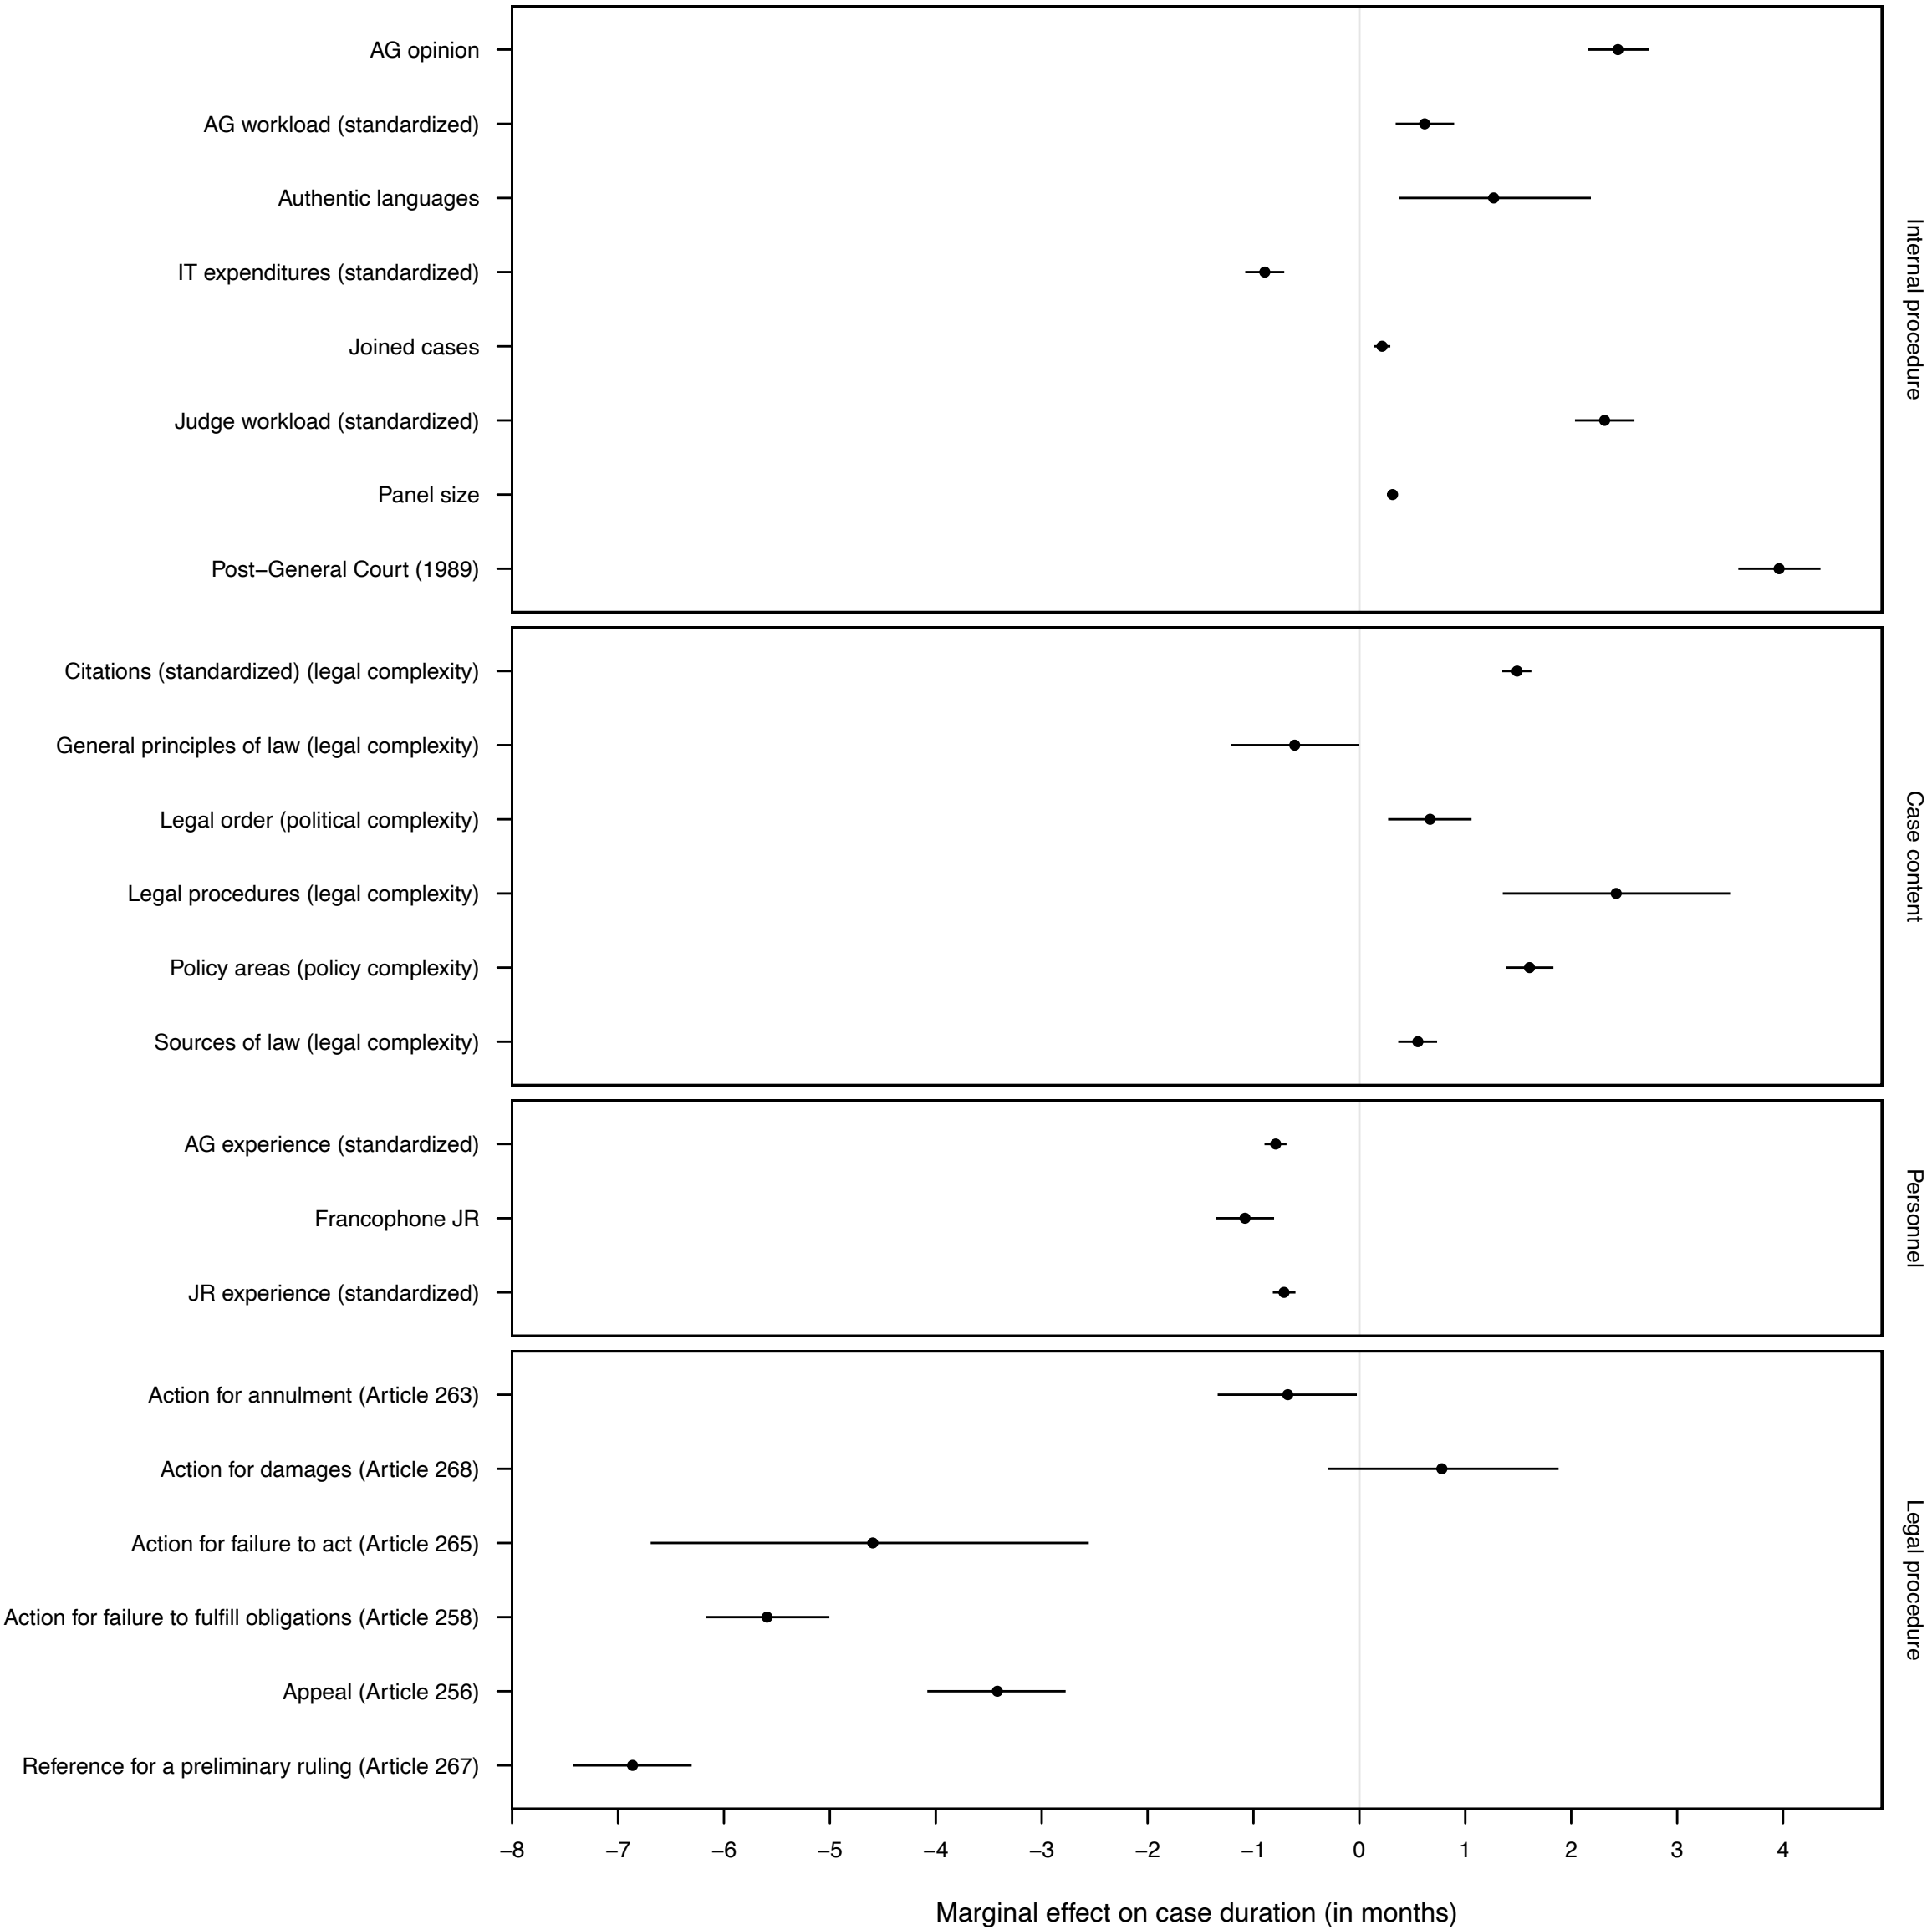 AG opinion
AG workload (standardized)
Authentic languages
IT expenditures (standardized)
Joined cases
Judge workload (standardized)
Panel size
Post−General Court (1989)
Internal procedure
Citations (standardized) (legal complexity)
General principles of law (legal complexity)
Legal order (political complexity)
Legal procedures (legal complexity)
Policy areas (policy complexity)
Sources of law (legal complexity)
Case content
AG experience (standardized)
Francophone JR
JR experience (standardized)
Personnel
Action for annulment (Article 263)
Action for damages (Article 268)
Action for failure to act (Article 265)
Action for failure to fulfill obligations (Article 258)
Appeal (Article 256)
Reference for a preliminary ruling (Article 267)
Legal procedure
−8 −7 −6 −5 −4 −3 −2 −1 0 1 2 3 4
Marginal effect on case duration (in months)